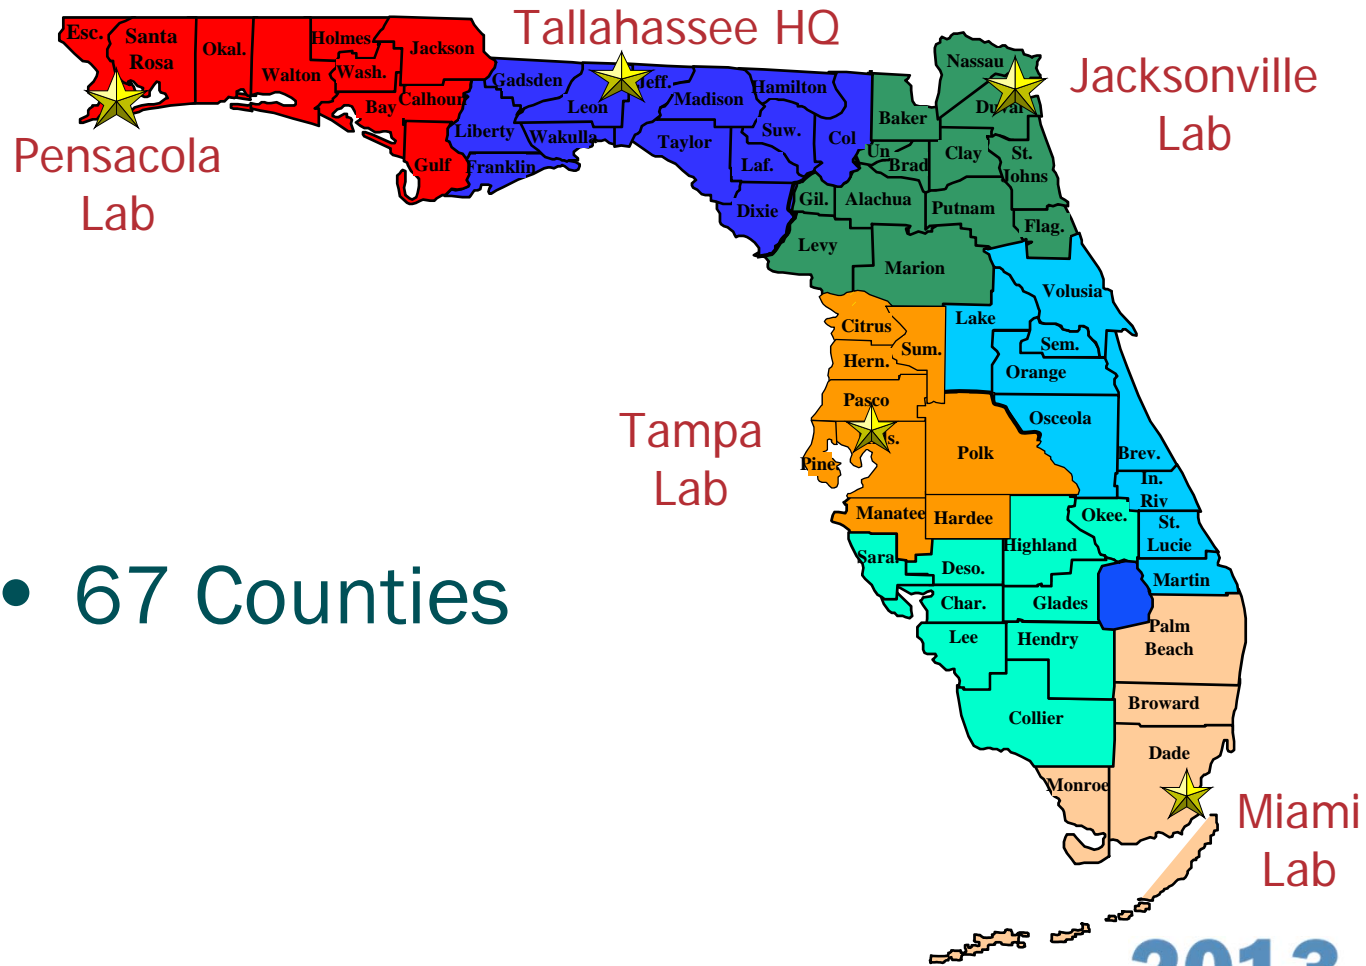 Tallahassee HQ
Jacksonville
Lab
Pensacola
Lab
Esc.
Santa
Rosa
Okal.
Walton
Holmes
Wash.
Jackson
Bay
Calhoun
Gulf
Gadsden
Liberty
Franklin
Leon
Wakulla
Jeff.
Madison
Taylor
Hamilton
Suw.
Laf.
Dixie
Col
Nassau
Duval
Baker
Un
Brad
Clay
St.
Johns
Gil.
Alachua
Putnam
Flag.
Levy
Marion
Volusia
Lake
Sem.
Orange
Osceola
Brev.
In.
Riv
St.
Lucie
Martin
Citrus
Sum.
Hern.
Pasco
s.
Pine.
Polk
Manatee
Hardee
Tampa
Lab
Okee.
Highland
Sara.
Deso.
Char.
Glades
Lee
Hendry
Collier
Palm
Beach
Broward
Dade
Monroe
Miami
Lab
• 67 Counties
2013